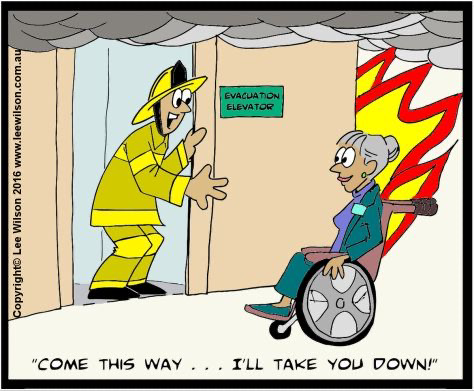 Copyright© Lee Wilson 2016 www.leewilson.com.au
EVACUATION
ELEVATOR
"COME THIS WAY . . . I'LL TAKE YOU DOWN!"